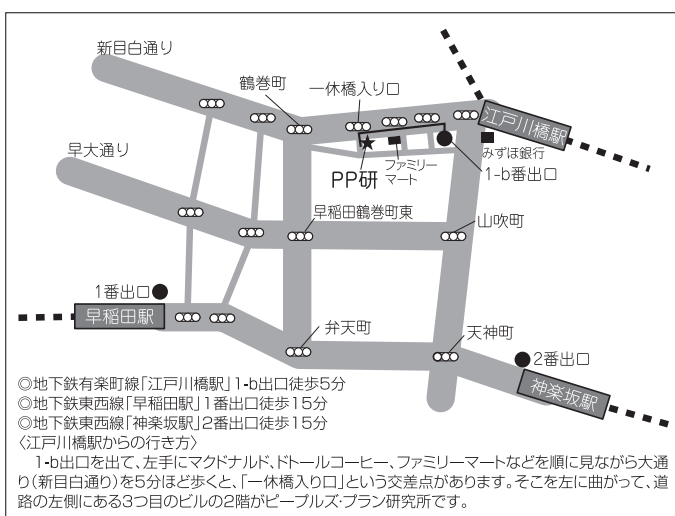 新目白通り
鶴巻町
一休橋入り口
江戸川橋駅
早大通り
みずほ銀行
ファミリー
マート
PP研
1-b番出口
早稲田鶴巻町東
山吹町
1番出口
早稲田駅
弁天町
天神町
2番出口
神楽坂駅
◎地下鉄有楽町線「江戸川橋駅」1-b出口徒歩5分
◎地下鉄東西線「早稲田駅」1番出口徒歩15分
◎地下鉄東西線「神楽坂駅」2番出口徒歩15分
〈江戸川橋駅からの行き方〉
1-b出口を出て、左手にマクドナルド、ドトールコーヒー、ファミリーマートなどを順に見ながら大通
り(新目白通り)を5分ほど歩くと、「一休橋入り口」という交差点があります。そこを左に曲がって、道
路の左側にある3つ目のビルの2階がピープルズ・プラン研究所です。